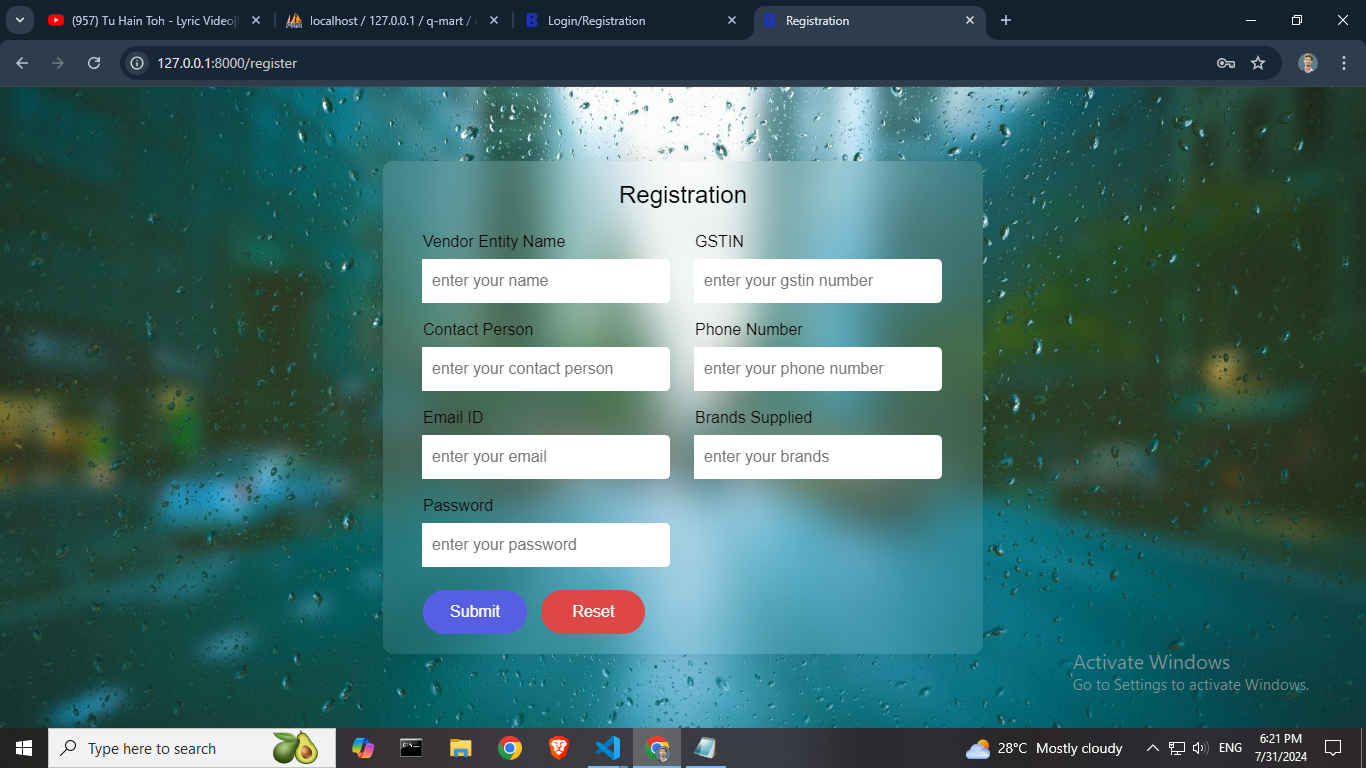 (957) Tu Hain Toh - Lyric Video|
localhost / 127.0.0.1 / q-mart /
Login/Registration
Registration
127.0.0.1:8000/register
Registration
Vendor Entity Name
GSTIN
enter your name
enter your gstin number
Contact Person
Phone Number
enter your contact person
enter your phone number
Email ID
Brands Supplied
enter your email
enter your brands
Password
enter your password
Submit
Reset
Activate Windows
Go to Settings to activate Windows.
Type here to search
28°C Mostly cloudy
ENG
6:21 PM
7/31/2024